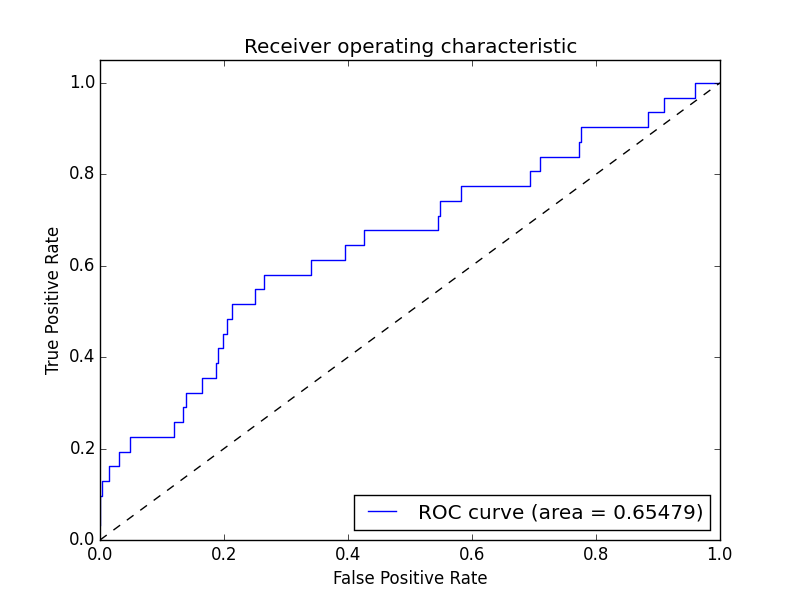 Receiver operating characteristic
1.0
0.8
0.6
0.4
0.2
0.0
True Positive Rate
ROC curve (area = 0.65479)
0.0 0.2 0.4 0.6 0.8 1.0
False Positive Rate